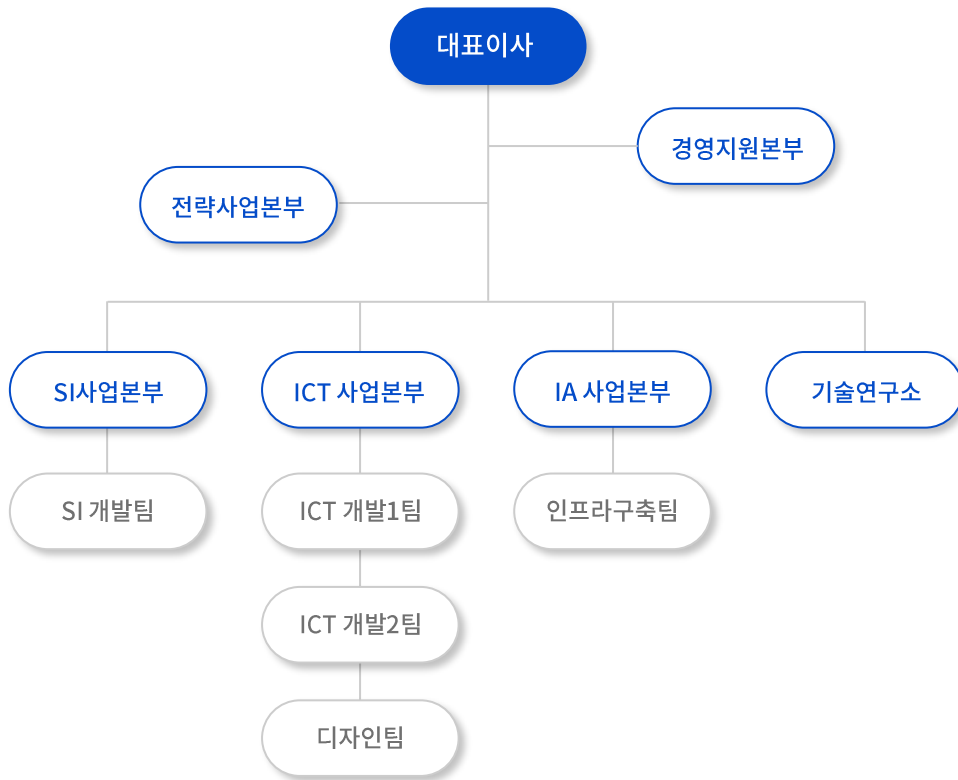 대표이사
경영지원본부
전략사업본부
SI사업본부
ICT 사업본부
IA 사업본부
기술연구소
SI 개발팀
ICT 개발1팀
인프라구축팀
ICT 개발2팀
디자인팀